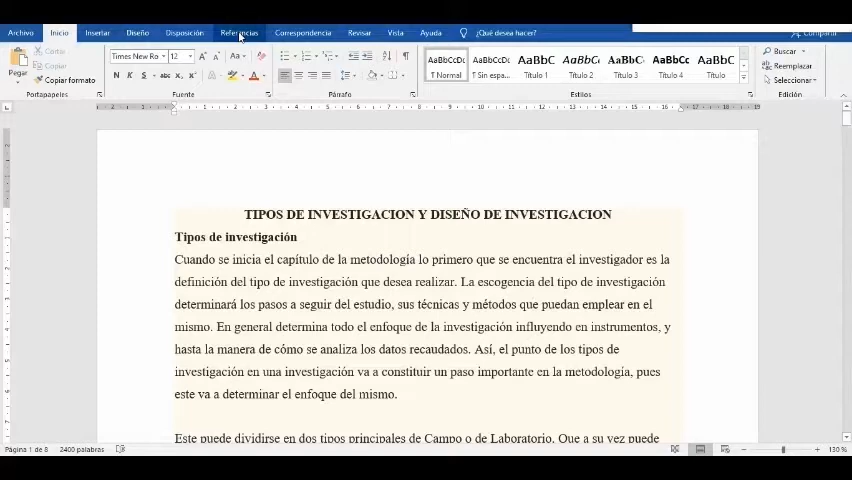 Archivo Inicio Insertar Diseño Disposición Referencias Correspondencia Revisar Vista Ayuda ¿Qué desea hacer? Compartir
Pegar
Cortar
Copiar
Copiar formato
Portapapeles
Times New Ro 12
N K S abc x₂ x²
Aa
Fuente
Párrafo
AaBbCcDc AaBbCcDc AaBbC AaBbCc AaBbC AaBbCc AaBbC
¶ Normal ¶ Sin espa... Título 1 Título 2 Título 3 Título 4 Título
Estilos
Buscar
Reemplazar
Seleccionar
Edición
TIPOS DE INVESTIGACION Y DISEÑO DE INVESTIGACION
Tipos de investigación
Cuando se inicia el capítulo de la metodología lo primero que se encuentra el investigador es la
definición del tipo de investigación que desea realizar. La escogencia del tipo de investigación
determinará los pasos a seguir del estudio, sus técnicas y métodos que puedan emplear en el
mismo. En general determina todo el enfoque de la investigación influyendo en instrumentos, y
hasta la manera de cómo se analiza los datos recaudados. Así, el punto de los tipos de
investigación en una investigación va a constituir un paso importante en la metodología, pues
este va a determinar el enfoque del mismo.
Este puede dividirse en dos tipos principales de Campo o de Laboratorio. Que a su vez puede
Página 1 de 8 2400 palabras 130 %